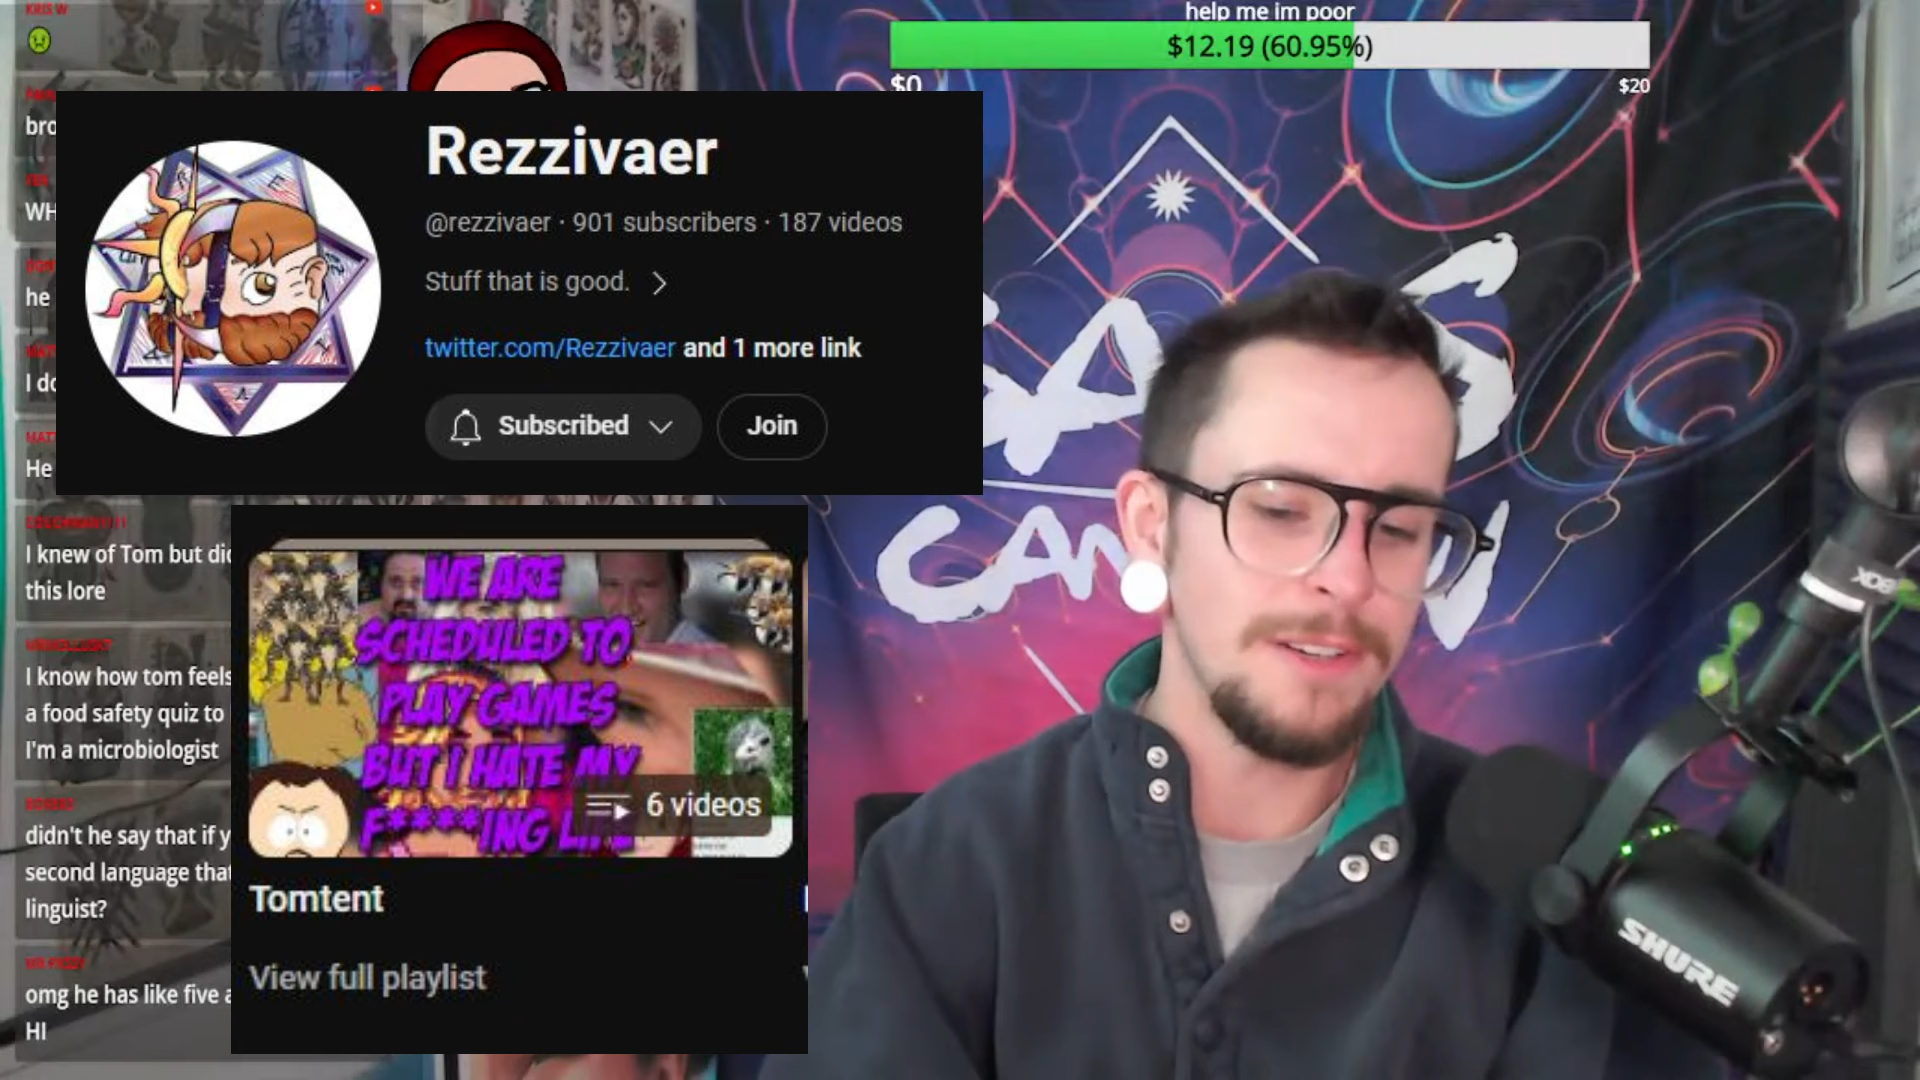 KRIS W
help me im poor
$12.19 (60.95%)
$0
$20
bro
WH
he
I do
He
Rezzivaer
@rezzivaer · 901 subscribers · 187 videos
Stuff that is good.
twitter.com/Rezzivaer and 1 more link
Subscribed
Join
I knew of Tom but did
this lore
I know how tom feels
a food safety quiz to
I'm a microbiologist
didn't he say that if y
second language that
linguist?
omg he has like five a
HI
WE ARE
SCHEDULED TO
PLAY GAMES
BUT I HATE MY
F****ING
6 videos
Tomtent
View full playlist
SHURE